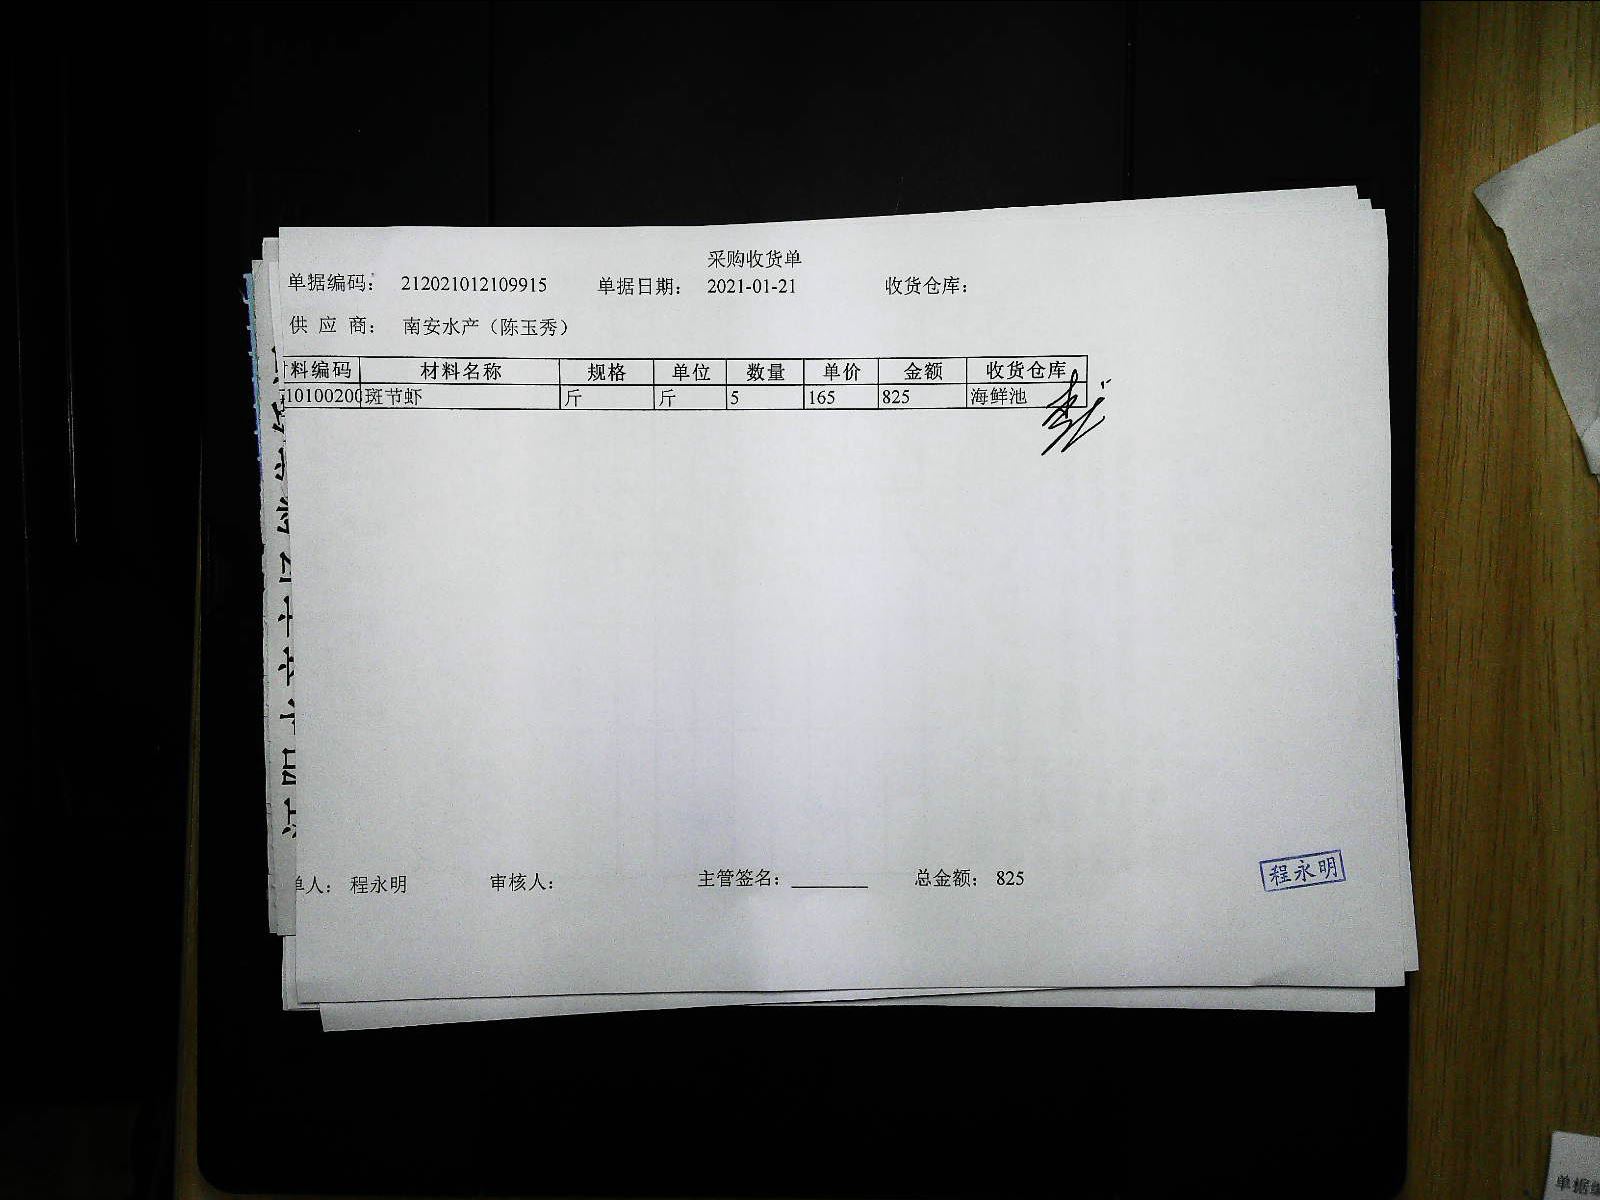 采购收货单
单据编码： 212021012109915 单据日期： 2021-01-21 收货仓库：
供 应 商： 南安水产（陈玉秀）
料编码 材料名称 规格 单位 数量 单价 金额 收货仓库
10100200 斑节虾 斤 斤 5 165 825 海鲜池
单人： 程永明 审核人： 主管签名：________ 总金额： 825
程永明
单据编